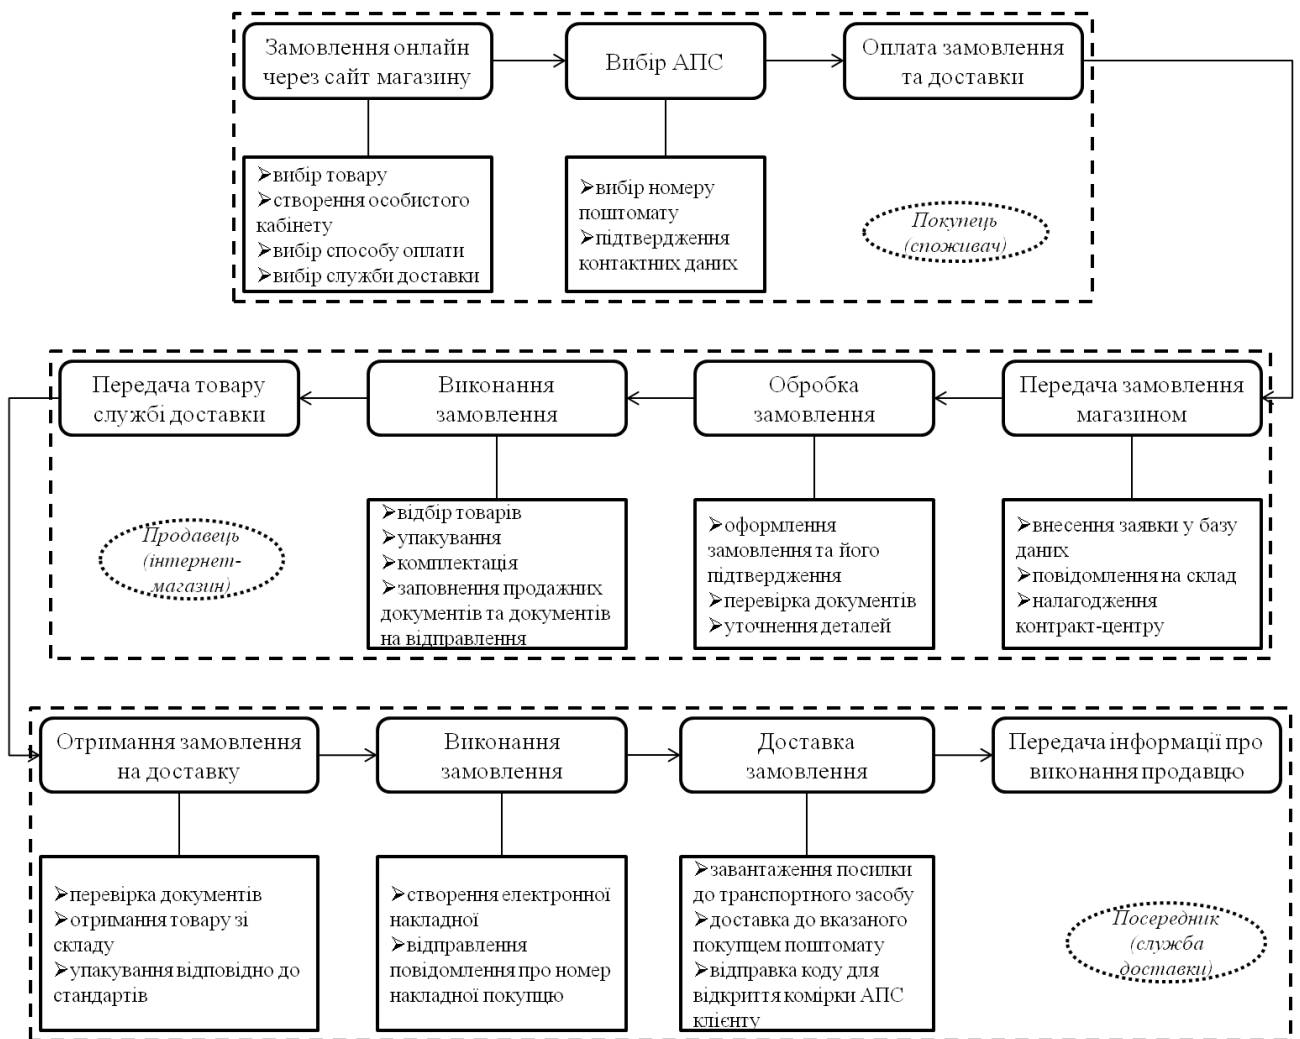 Замовлення онлайн
через сайт магазину
Вибір АПС
Оплата замовлення
та доставки
➢вибір товару
➢створення особистого
кабінету
➢вибір способу оплати
➢вибір служби доставки
➢вибір номеру
поштомату
➢підтвердження
контактних даних
Покупець
(споживач)
Передача товару
службі доставки
Виконання
замовлення
Обробка
замовлення
Передача замовлення
магазином
Продавець
(інтернет-
магазин)
➢відбір товарів
➢упакування
➢комплектація
➢заповнення продажних
документів та документів
на відправлення
➢оформлення
замовлення та його
підтвердження
➢перевірка документів
➢уточнення деталей
➢внесення заявки у базу
даних
➢повідомлення на склад
➢налагодження
контракт-центру
Отримання замовлення
на доставку
Виконання
замовлення
Доставка
замовлення
Передача інформації про
виконання продавцю
➢перевірка документів
➢отримання товару зі
складу
➢упакування відповідно до
стандартів
➢створення електронної
накладної
➢відправлення
повідомлення про номер
накладної покупцю
➢завантаження посилки
до транспортного засобу
➢доставка до вказаного
покупцем поштомату
➢відправка коду для
відкриття комірки АПС
клієнту
Посередник
(служба
доставки)